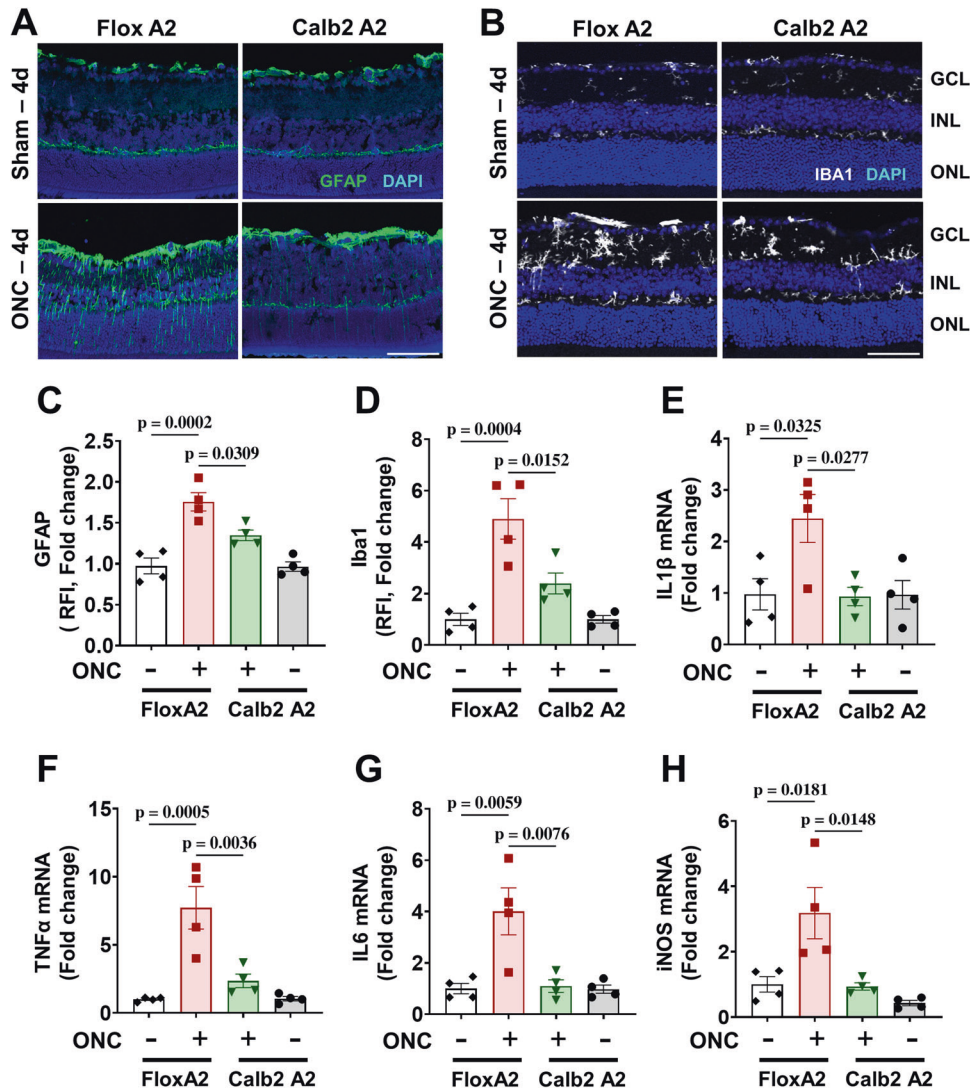 A
Flox A2
Calb2 A2
Sham – 4d
GFAP DAPI
ONC – 4d
B
Flox A2
Calb2 A2
Sham – 4d
GCL
INL
ONL
IBA1 DAPI
ONC – 4d
GCL
INL
ONL
C
GFAP
( RFI, Fold change)
2.5
2.0
1.5
1.0
0.5
0.0
p = 0.0002
p = 0.0309
ONC - + + -
FloxA2 Calb2 A2
D
Iba1
(RFI, Fold change)
8
6
4
2
0
p = 0.0004
p = 0.0152
ONC - + + -
FloxA2 Calb2 A2
E
IL1β mRNA
(Fold change)
4
3
2
1
0
p = 0.0325
p = 0.0277
ONC - + + -
FloxA2 Calb2 A2
F
TNFα mRNA
(Fold change)
15
10
5
0
p = 0.0005
p = 0.0036
ONC - + + -
FloxA2 Calb2 A2
G
IL6 mRNA
(Fold change)
8
6
4
2
0
p = 0.0059
p = 0.0076
ONC - + + -
FloxA2 Calb2 A2
H
iNOS mRNA
(Fold change)
6
4
2
0
p = 0.0181
p = 0.0148
ONC - + + -
FloxA2 Calb2 A2